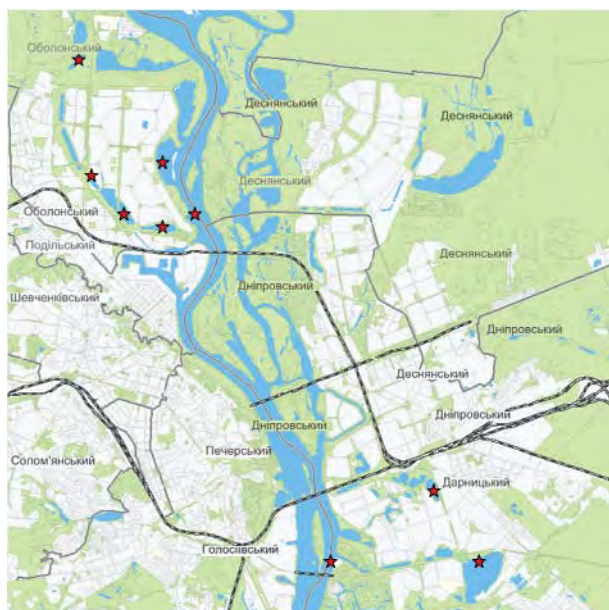 Оболонський
Деснянський
Деснянський
Деснянський
Оболонський
Подільський
Деснянський
Дніпровський
Шевченківський
Дніпровський
Деснянський
Дніпровський
Дніпровський
Печерський
Солом'янський
Дарницький
Голосіївський